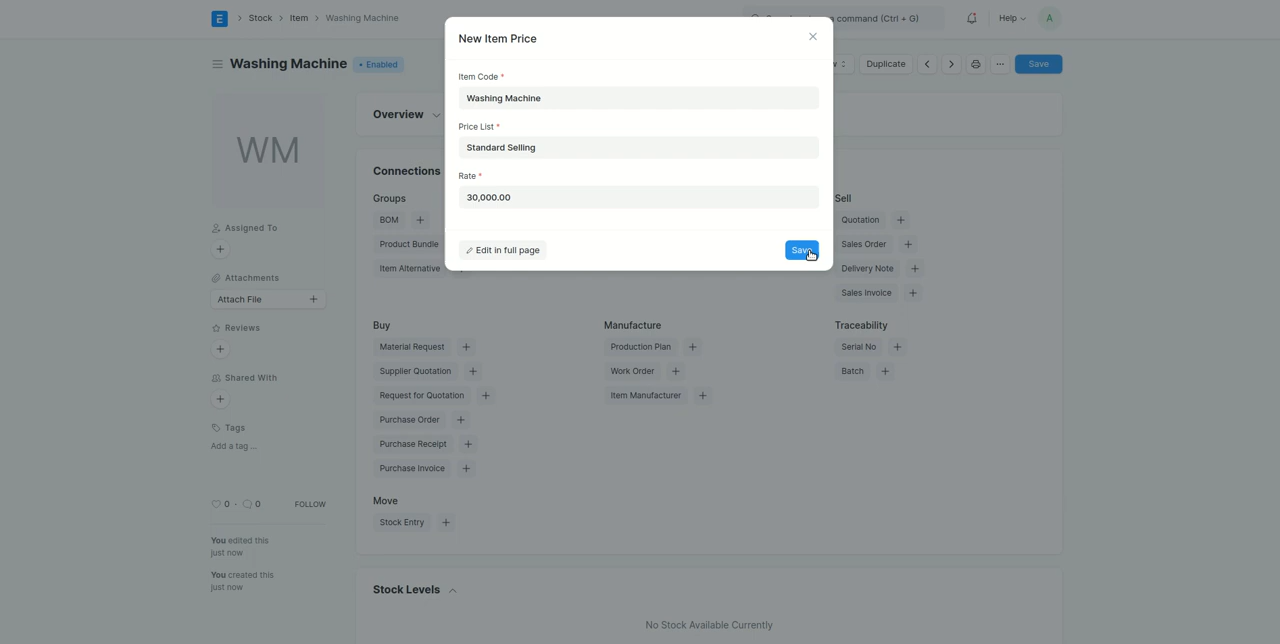 E
Stock
Item
Washing Machine
command (Ctrl + G)
Help
A
Washing Machine
Enabled
Duplicate
Save
New Item Price
Item Code *
Washing Machine
Price List *
Standard Selling
Rate *
30,000.00
Edit in full page
Save
WM
Assigned To
Attachments
Attach File
Reviews
Shared With
Tags
Add a tag ...
0 · 0 FOLLOW
You edited this
just now
You created this
just now
Overview
Connections
Groups
BOM
Product Bundle
Item Alternative
Sell
Quotation
Sales Order
Delivery Note
Sales Invoice
Buy
Material Request
Supplier Quotation
Request for Quotation
Purchase Order
Purchase Receipt
Purchase Invoice
Manufacture
Production Plan
Work Order
Item Manufacturer
Traceability
Serial No
Batch
Move
Stock Entry
Stock Levels
No Stock Available Currently